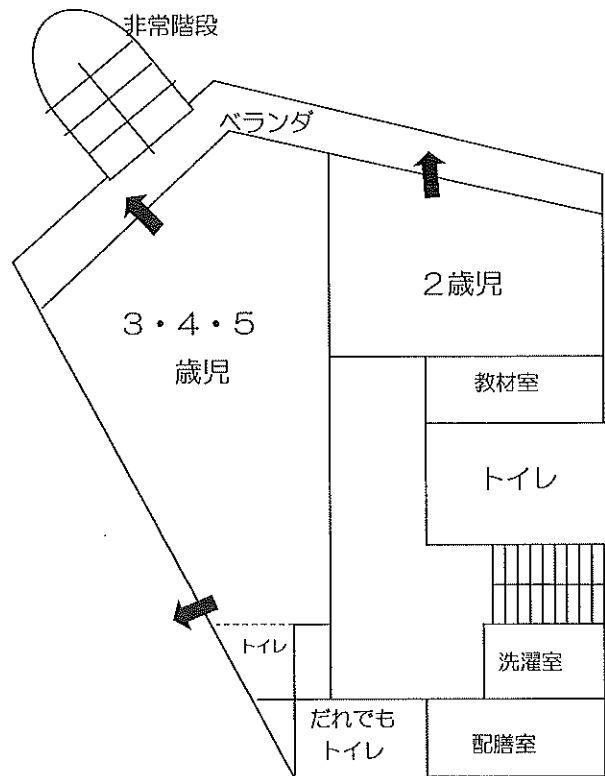 非常階段
ベランダ
2歳児
3・4・5
歳児
教材室
トイレ
トイレ
洗濯室
だれでも
トイレ
配膳室